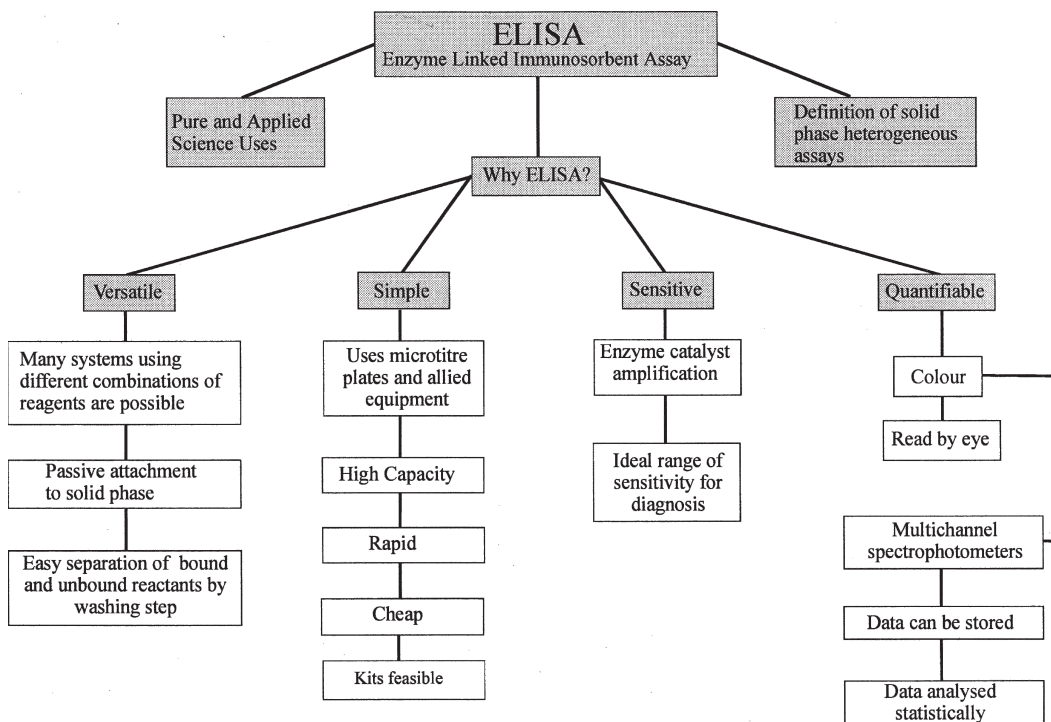 ELISA
Enzyme Linked Immunosorbent Assay
Pure and Applied
Science Uses
Definition of solid
phase heterogeneous
assays
Why ELISA?
Versatile
Simple
Sensitive
Quantifiable
Many systems using
different combinations of
reagents are possible
Passive attachment
to solid phase
Easy separation of bound
and unbound reactants by
washing step
Uses microtitre
plates and allied
equipment
High Capacity
Rapid
Cheap
Kits feasible
Enzyme catalyst
amplification
Ideal range of
sensitivity for
diagnosis
Colour
Read by eye
Multichannel
spectrophotometers
Data can be stored
Data analysed
statistically